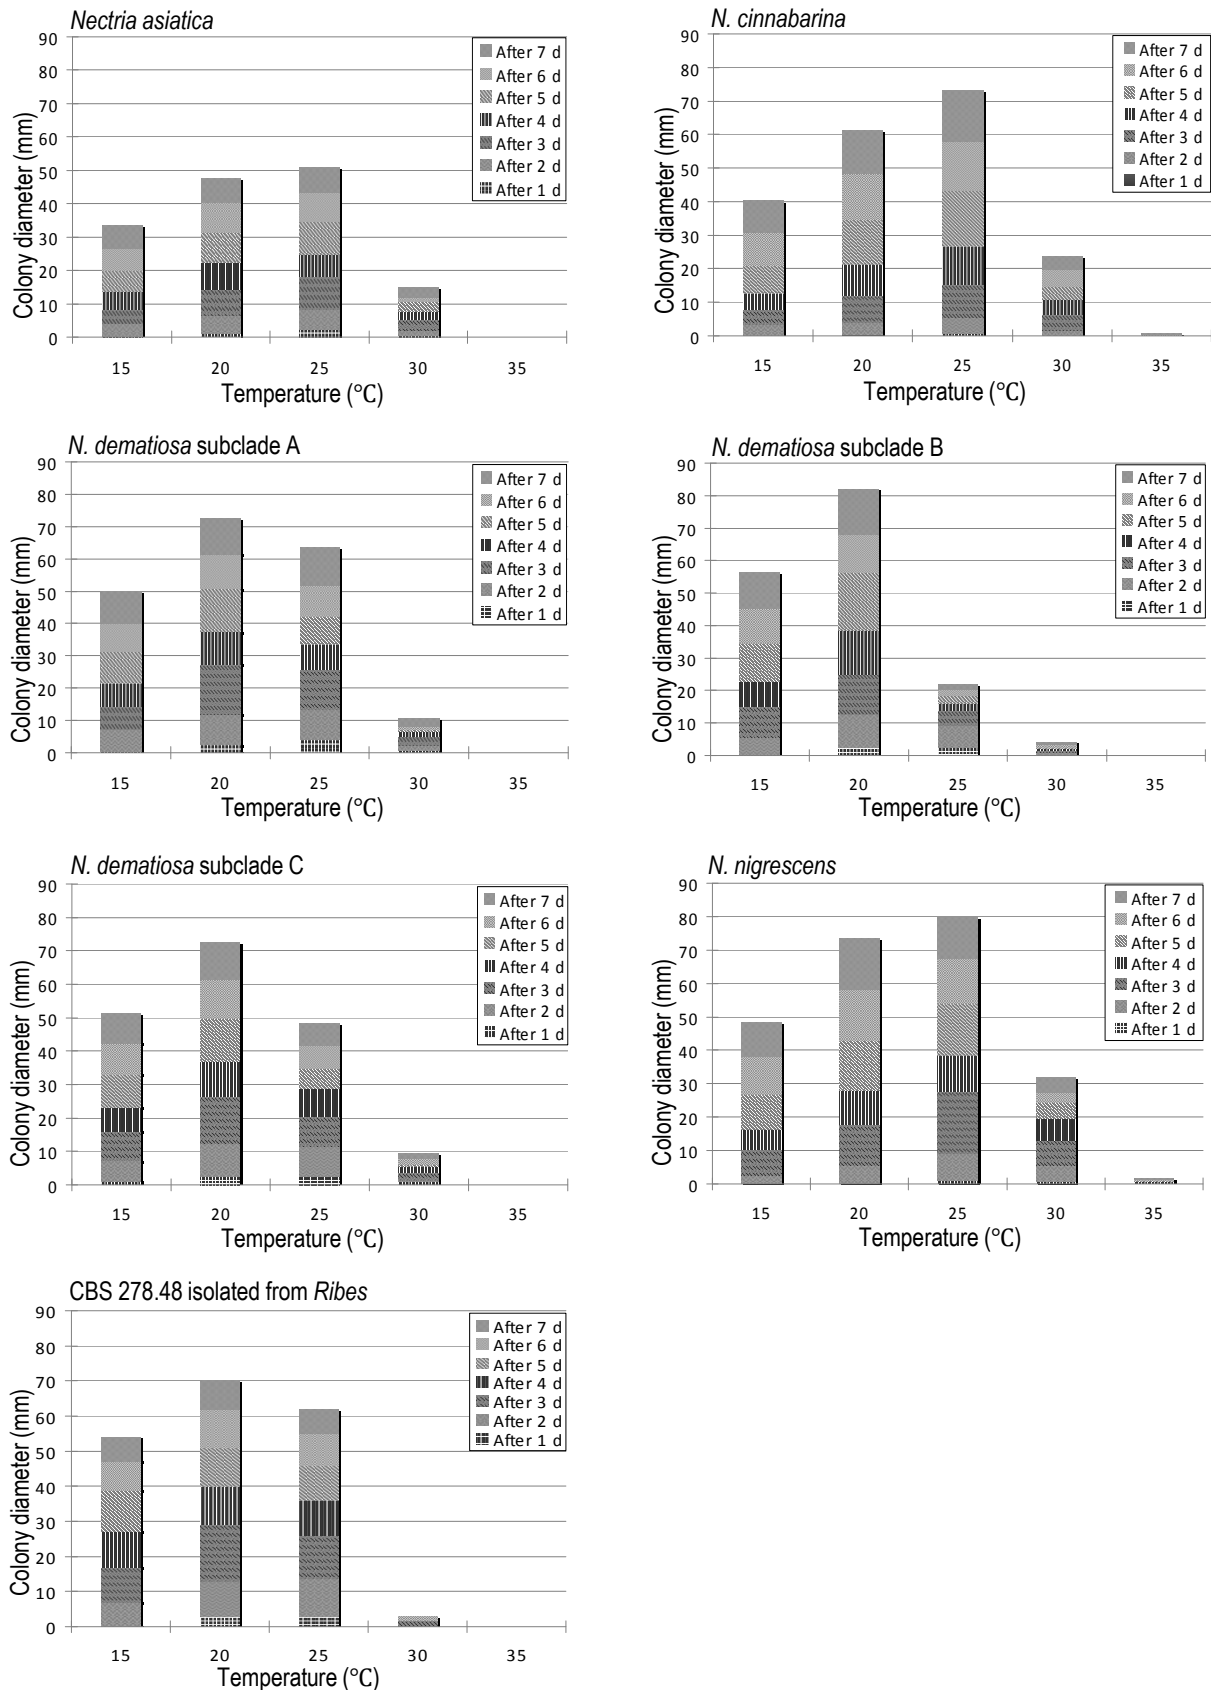 Nectria asiatica
90
80
70
60
50
40
30
20
10
0
Colony diameter (mm)
After 7 d
After 6 d
After 5 d
After 4 d
After 3 d
After 2 d
After 1 d
15 20 25 30 35
Temperature (°C)
N. cinnabarina
90
80
70
60
50
40
30
20
10
0
Colony diameter (mm)
After 7 d
After 6 d
After 5 d
After 4 d
After 3 d
After 2 d
After 1 d
15 20 25 30 35
Temperature (°C)
N. dematiosa subclade A
90
80
70
60
50
40
30
20
10
0
Colony diameter (mm)
After 7 d
After 6 d
After 5 d
After 4 d
After 3 d
After 2 d
After 1 d
15 20 25 30 35
Temperature (°C)
N. dematiosa subclade B
90
80
70
60
50
40
30
20
10
0
Colony diameter (mm)
After 7 d
After 6 d
After 5 d
After 4 d
After 3 d
After 2 d
After 1 d
15 20 25 30 35
Temperature (°C)
N. dematiosa subclade C
90
80
70
60
50
40
30
20
10
0
Colony diameter (mm)
After 7 d
After 6 d
After 5 d
After 4 d
After 3 d
After 2 d
After 1 d
15 20 25 30 35
Temperature (°C)
N. nigrescens
90
80
70
60
50
40
30
20
10
0
Colony diameter (mm)
After 7 d
After 6 d
After 5 d
After 4 d
After 3 d
After 2 d
After 1 d
15 20 25 30 35
Temperature (°C)
CBS 278.48 isolated from Ribes
90
80
70
60
50
40
30
20
10
0
Colony diameter (mm)
After 7 d
After 6 d
After 5 d
After 4 d
After 3 d
After 2 d
After 1 d
15 20 25 30 35
Temperature (°C)